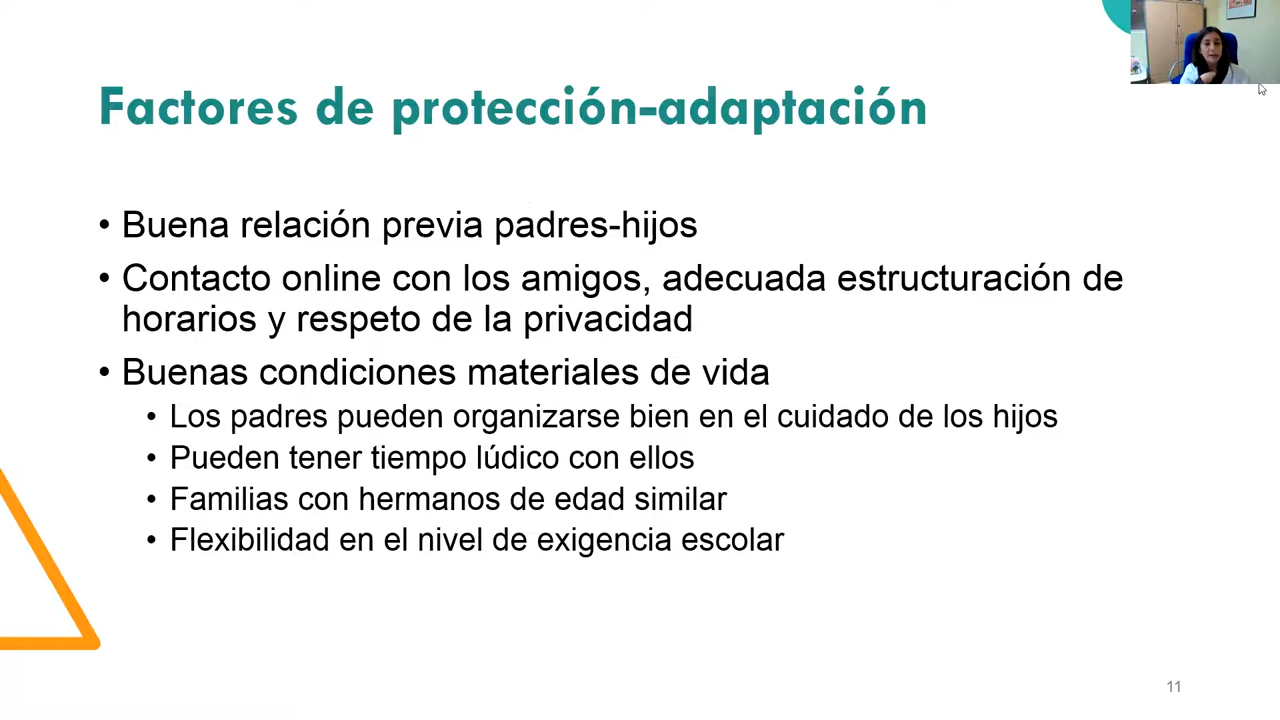 Factores de protección-adaptación
• Buena relación previa padres-hijos
• Contacto online con los amigos, adecuada estructuración de
horarios y respeto de la privacidad
• Buenas condiciones materiales de vida
• Los padres pueden organizarse bien en el cuidado de los hijos
• Pueden tener tiempo lúdico con ellos
• Familias con hermanos de edad similar
• Flexibilidad en el nivel de exigencia escolar
11